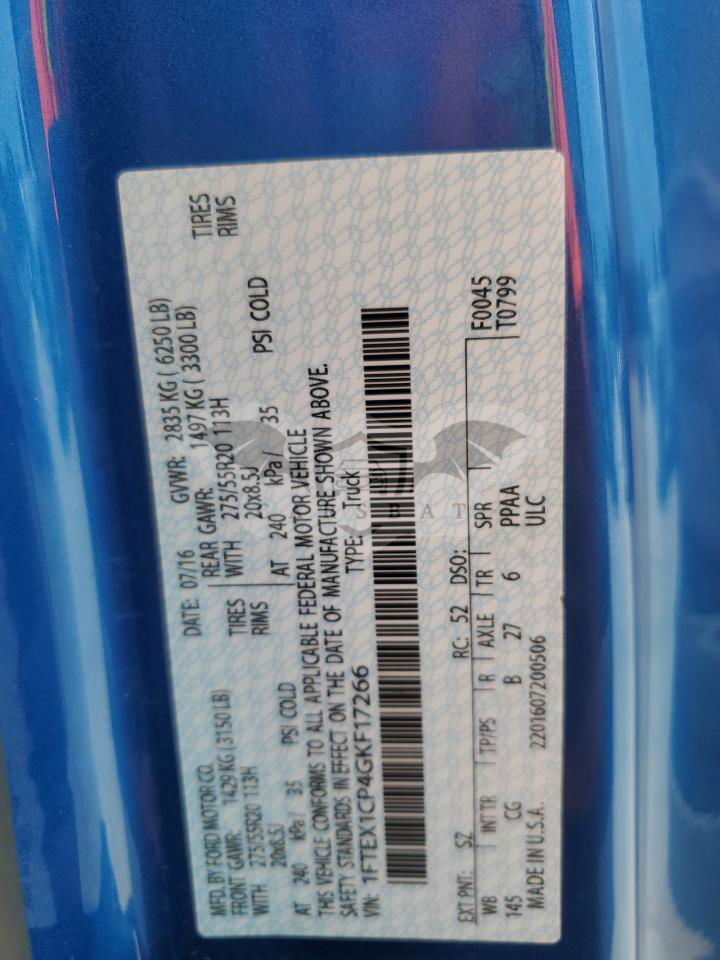 MFD. BY FORD MOTOR CO. DATE: 07/16 GVWR: 2835 KG ( 6250 LB)
FRONT GAWR: 1429 KG ( 3150 LB) REAR GAWR: 1497 KG ( 3300 LB)
WITH 275/55R20 113H TIRES WITH 275/55R20 113H TIRES
20x8.5J RIMS 20x8.5J RIMS
AT 240 kPa/ 35 PSI COLD AT 240 kPa/ 35 PSI COLD
THIS VEHICLE CONFORMS TO ALL APPLICABLE FEDERAL MOTOR VEHICLE
SAFETY STANDARDS IN EFFECT ON THE DATE OF MANUFACTURE SHOWN ABOVE.
VIN: 1FTEX1CP4GKF17266 TYPE: Truck
EXT PNT: SZ RC: 52 DSO: F0045
WB INT TR TP/PS R AXLE TR SPR T0799
145 CG B 27 6 PPAA
MADE IN U.S.A. 2201607200506 ULC